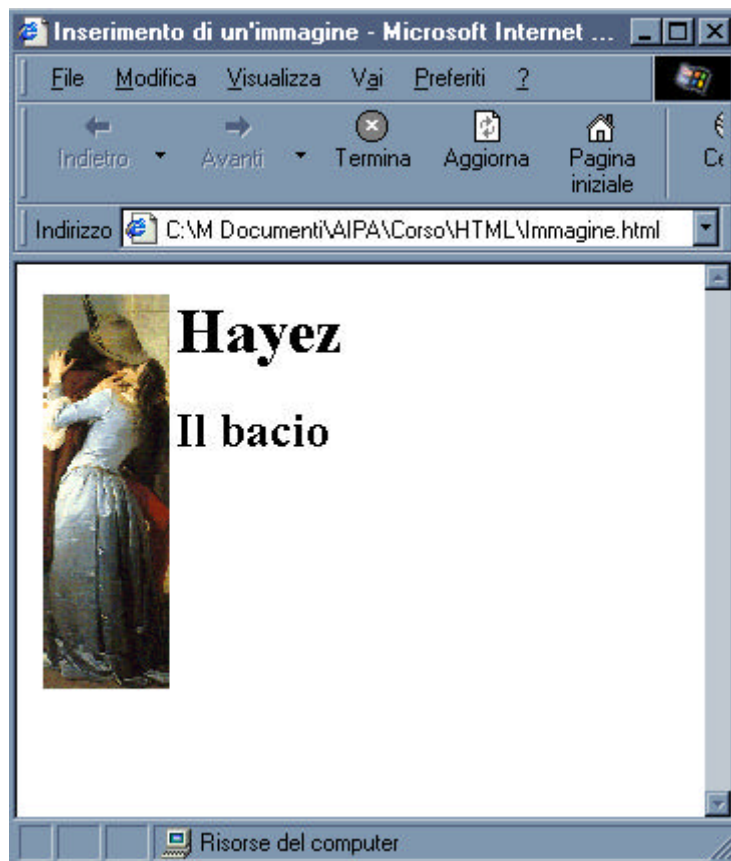 Inserimento di un'immagine - Microsoft Internet ...
File Modifica Visualizza Vai Preferiti ?
Indietro Avanti Termina Aggiorna Pagina iniziale
Indirizzo C:\M Documenti\AIPA\Corso\HTML\Immagine.html
Hayez
Il bacio
Risorse del computer